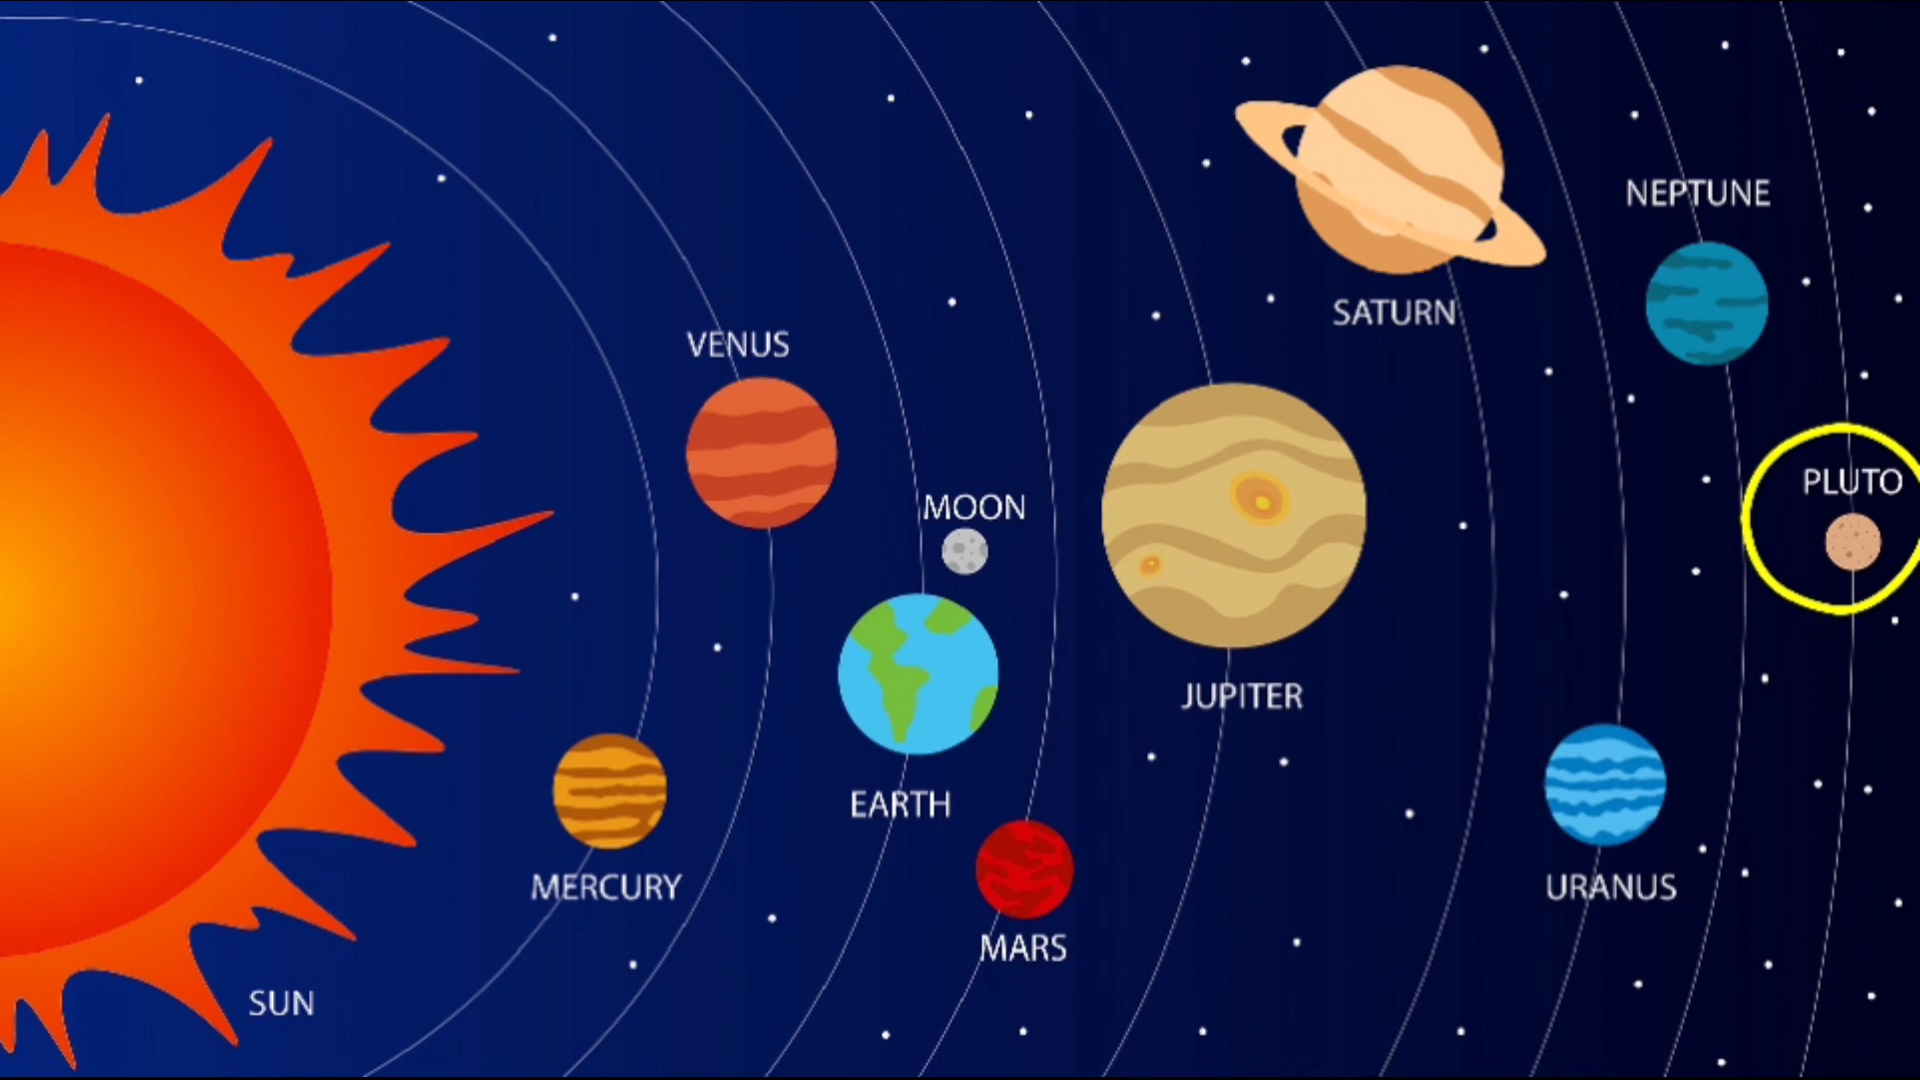 NEPTUNE
SATURN
VENUS
PLUTO
MOON
JUPITER
EARTH
MERCURY
URANUS
MARS
SUN